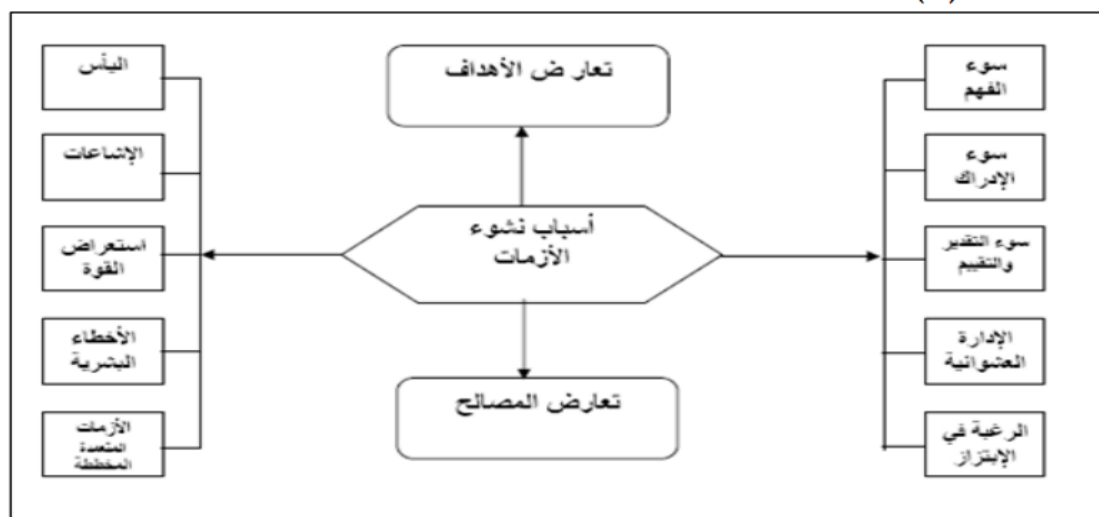 تعارض الأهداف
سوء
الفهم
سوء
الإدراك
سوء التقدير
والتقييم
الإدارة
العشوائية
الرغبة في
الإبتزاز
أسباب نشوء
الأزمات
تعارض المصالح
اليأس
الإشاعات
استعراض
القوة
الأخطاء
البشرية
الأزمات
المتعمدة
المخططة